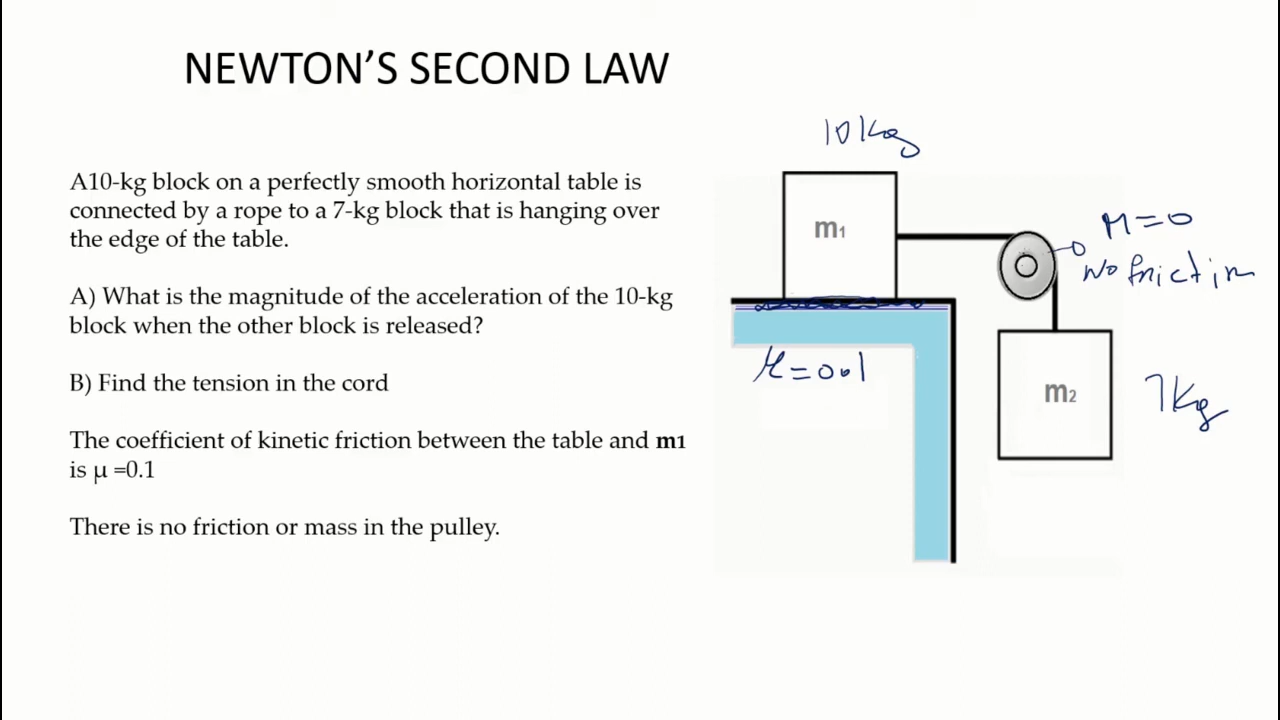 NEWTON'S SECOND LAW
10kg
A10-kg block on a perfectly smooth horizontal table is
connected by a rope to a 7-kg block that is hanging over
the edge of the table.
m1
M=0
No friction
A) What is the magnitude of the acceleration of the 10-kg
block when the other block is released?
μ=0.1
B) Find the tension in the cord
m2
7kg
The coefficient of kinetic friction between the table and m1
is μ =0.1
There is no friction or mass in the pulley.